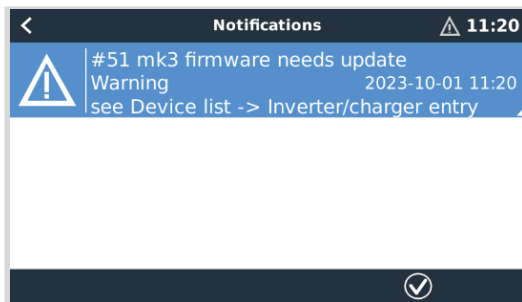 Notifications
11:20
#51 mk3 firmware needs update
Warning
2023-10-01 11:20
see Device list -> Inverter/charger entry